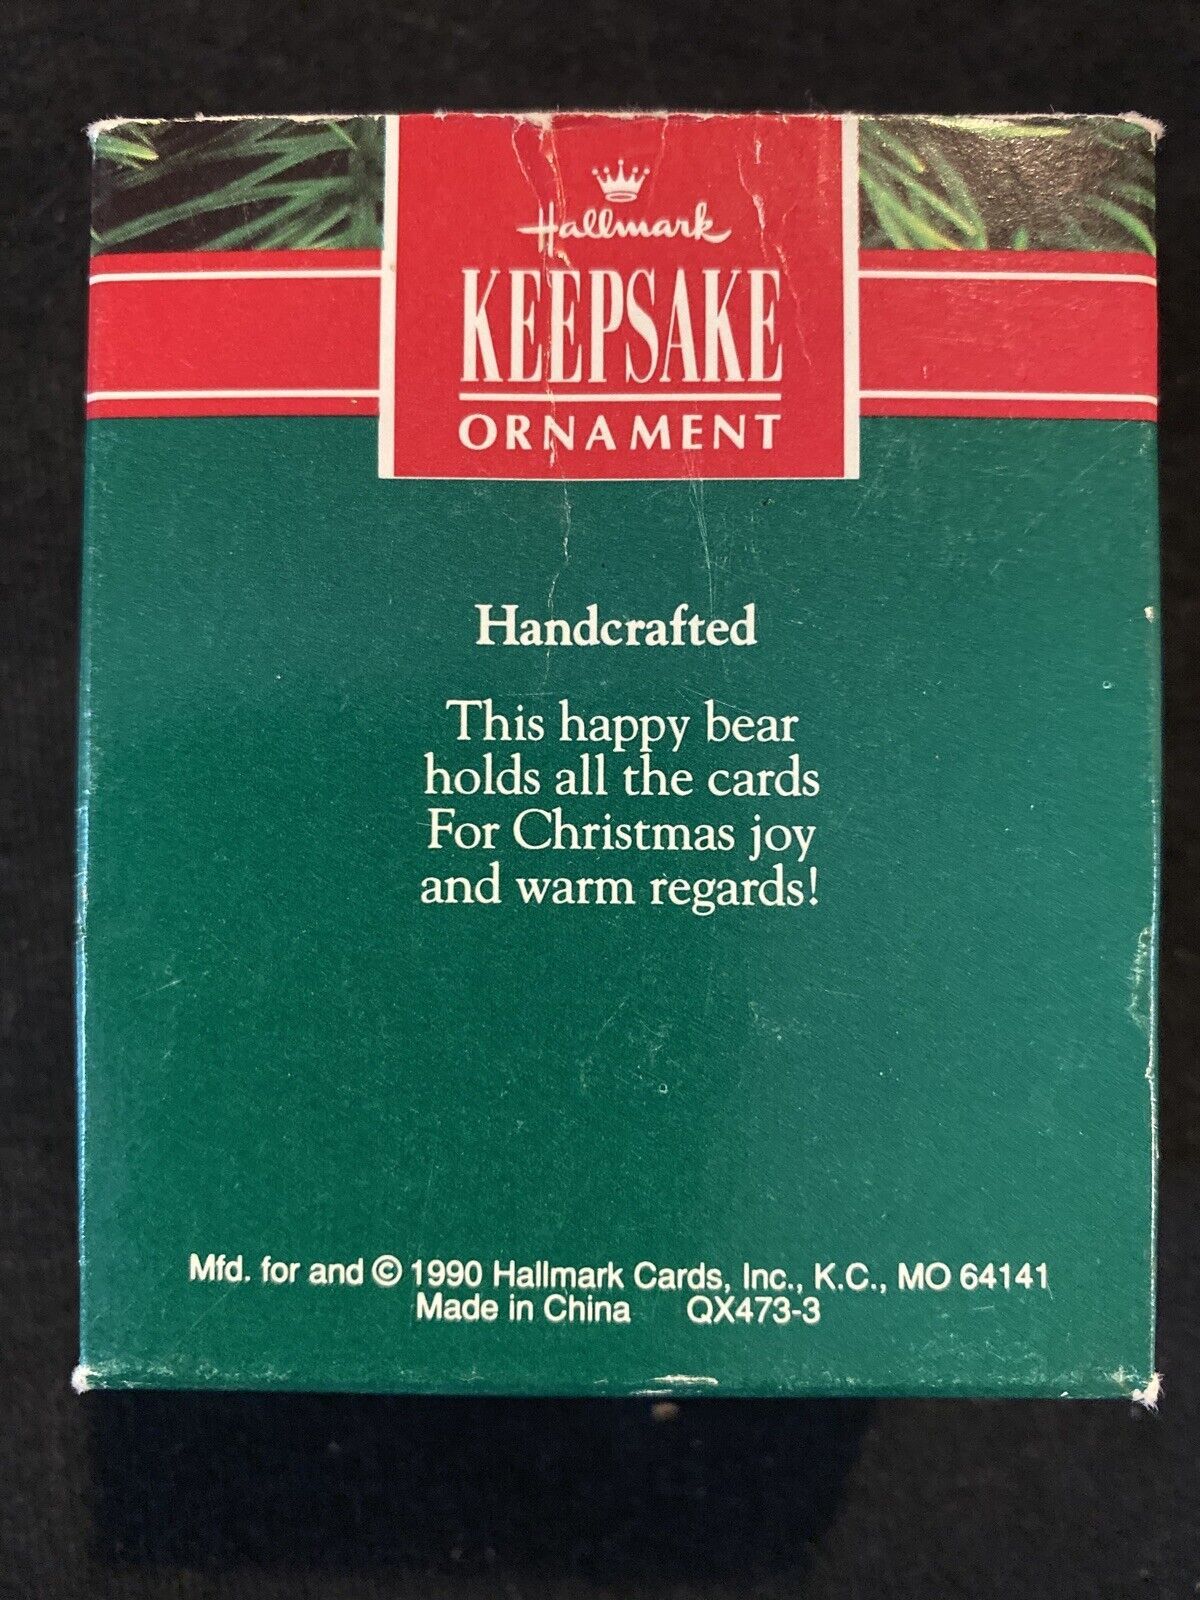 Hallmark
KEEPSAKE
ORNAMENT
Handcrafted
This happy bear
holds all the cards
For Christmas joy
and warm regards!
Mfd. for and © 1990 Hallmark Cards, Inc., K.C., MO 64141
Made in China QX473-3